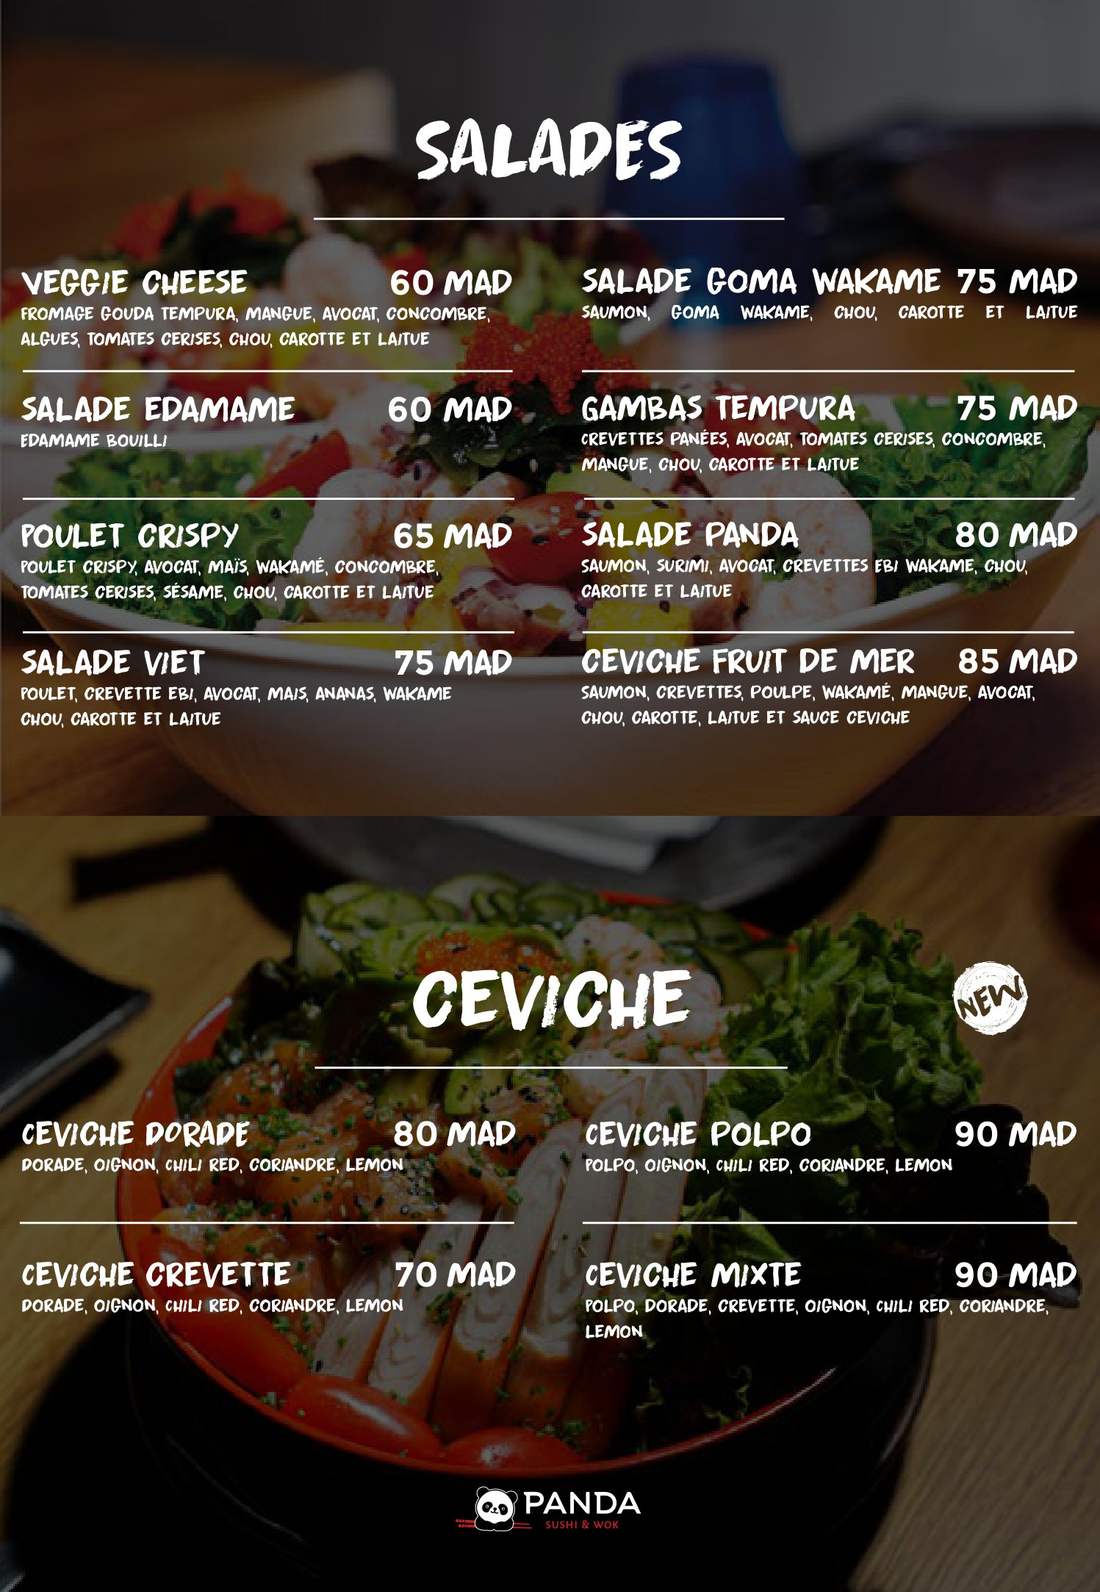 SALADES
VEGGIE CHEESE 60 MAD
FROMAGE GOUDA TEMPURA, MANGUE, AVOCAT, CONCOMBRE,
ALGUES, TOMATES CERISES, CHOU, CAROTTE ET LAITUE
SALADE EDAMAME 60 MAD
EDAMAME BOUILLI
POULET CRISPY 65 MAD
POULET CRISPY, AVOCAT, MAÏS, WAKAMÉ, CONCOMBRE,
TOMATES CERISES, SÉSAME, CHOU, CAROTTE ET LAITUE
SALADE VIET 75 MAD
POULET, CREVETTE EBI, AVOCAT, MAIS, ANANAS, WAKAME
CHOU, CAROTTE ET LAITUE
SALADE GOMA WAKAME 75 MAD
SAUMON, GOMA WAKAME, CHOU, CAROTTE ET LAITUE
GAMBAS TEMPURA 75 MAD
CREVETTES PANÉES, AVOCAT, TOMATES CERISES, CONCOMBRE,
MANGUE, CHOU, CAROTTE ET LAITUE
SALADE PANDA 80 MAD
SAUMON, SURIMI, AVOCAT, CREVETTES EBI WAKAME, CHOU,
CAROTTE ET LAITUE
CEVICHE FRUIT DE MER 85 MAD
SAUMON, CREVETTES, POULPE, WAKAMÉ, MANGUE, AVOCAT,
CHOU, CAROTTE, LAITUE ET SAUCE CEVICHE
CEVICHE
NEW
CEVICHE DORADE 80 MAD
DORADE, OIGNON, CHILI RED, CORIANDRE, LEMON
CEVICHE CREVETTE 70 MAD
DORADE, OIGNON, CHILI RED, CORIANDRE, LEMON
CEVICHE POLPO 90 MAD
POLPO, OIGNON, CHILI RED, CORIANDRE, LEMON
CEVICHE MIXTE 90 MAD
POLPO, DORADE, CREVETTE, OIGNON, CHILI RED, CORIANDRE,
LEMON
PANDA
SUSHI & WOK